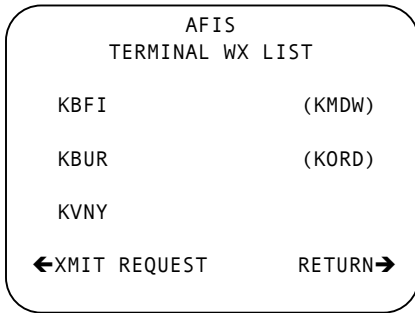 AFIS
TERMINAL WX LIST
KBFI (KMDW)
KBUR (KORD)
KVNY
←XMIT REQUEST RETURN→